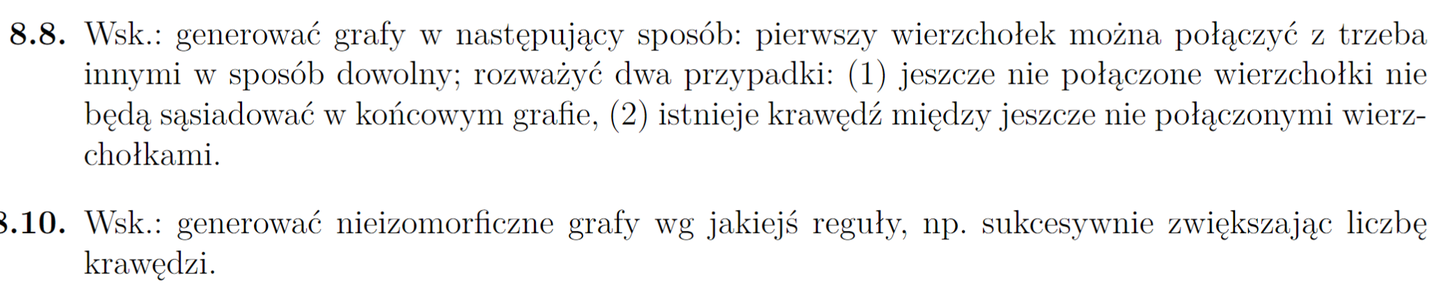 8.8. Wsk.: generować grafy w następujący sposób: pierwszy wierzchołek można połączyć z trzeba
innymi w sposób dowolny; rozważyć dwa przypadki: (1) jeszcze nie połączone wierzchołki nie
będą sąsiadować w końcowym grafie, (2) istnieje krawędź między jeszcze nie połączonymi wierz-
chołkami.
8.10. Wsk.: generować nieizomorficzne grafy wg jakiejś reguły, np. sukcesywnie zwiększając liczbę
krawędzi.